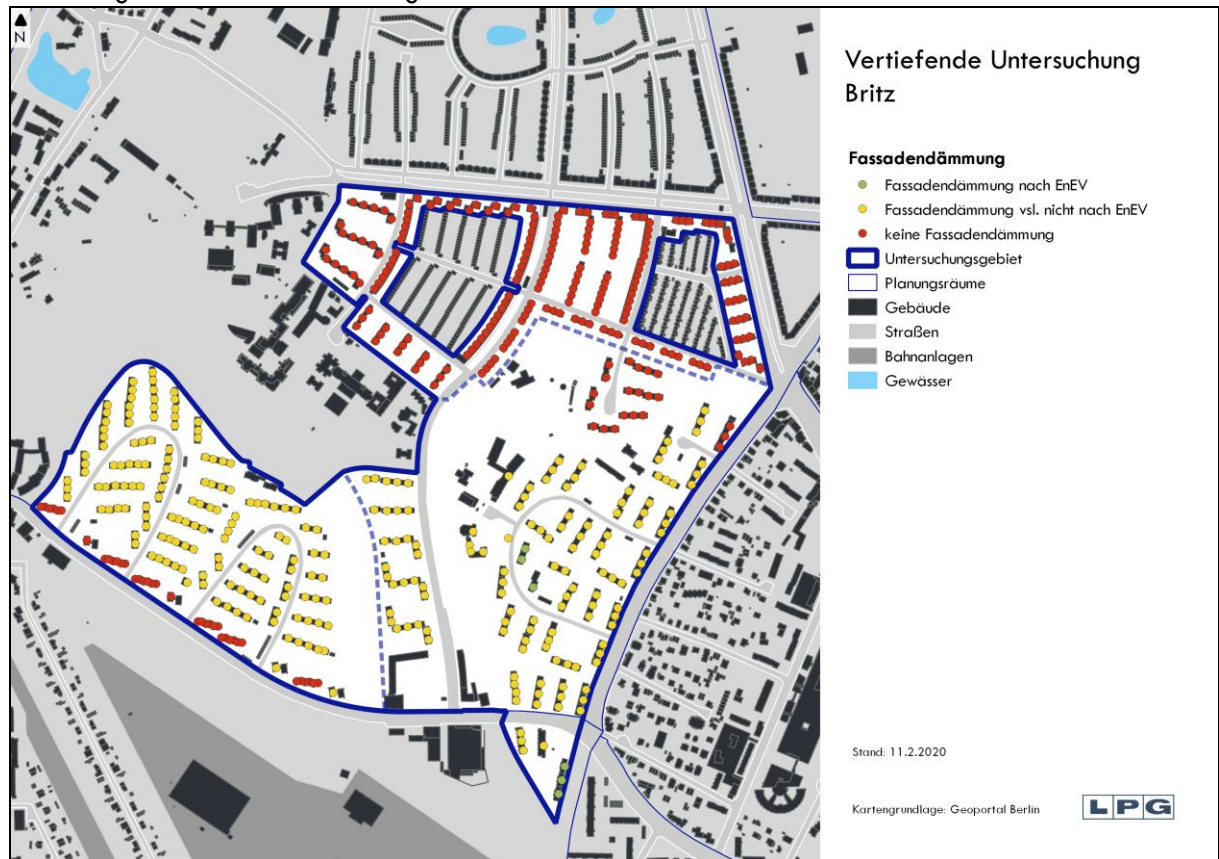 N
Vertiefende Untersuchung
Britz
Fassadendämmung
Fassadendämmung nach EnEV
Fassadendämmung vsl. nicht nach EnEV
keine Fassadendämmung
Untersuchungsgebiet
Planungsräume
Gebäude
Straßen
Bahnanlagen
Gewässer
Stand: 11.2.2020
Kartengrundlage: Geoportal Berlin
LPG